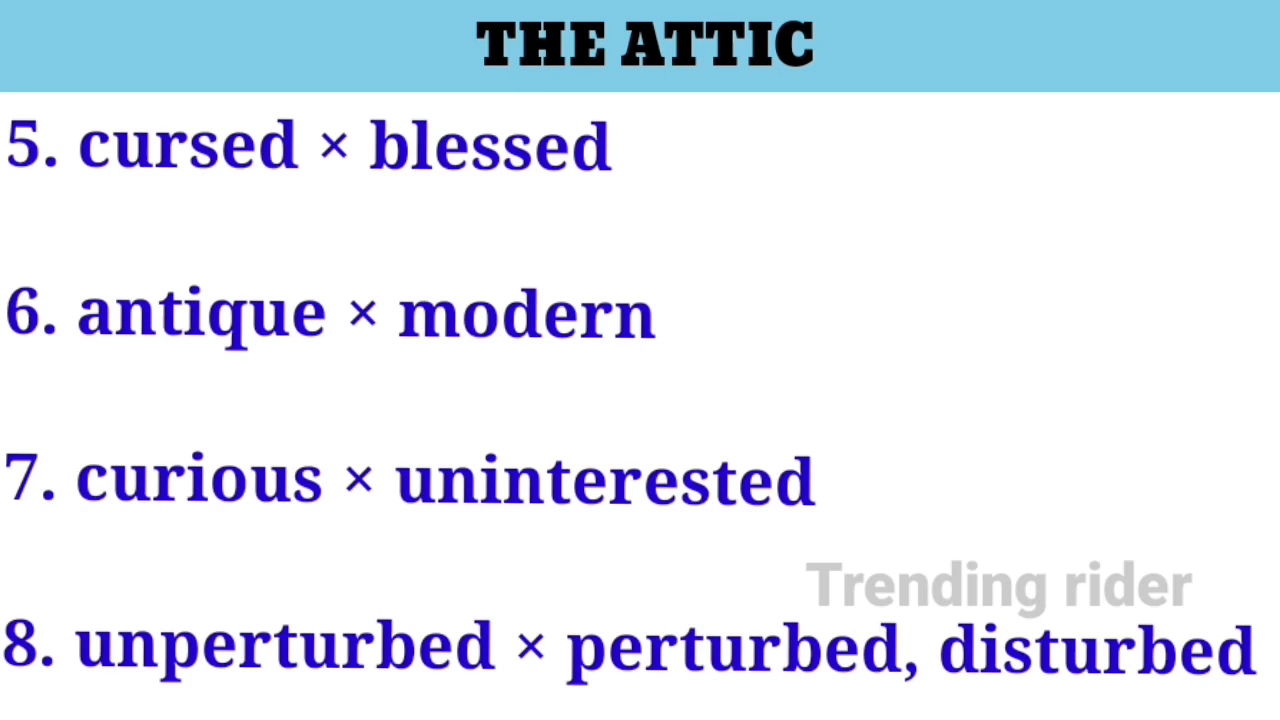 THE ATTIC
5. cursed × blessed
6. antique × modern
7. curious × uninterested
Trending rider
8. unperturbed × perturbed, disturbed